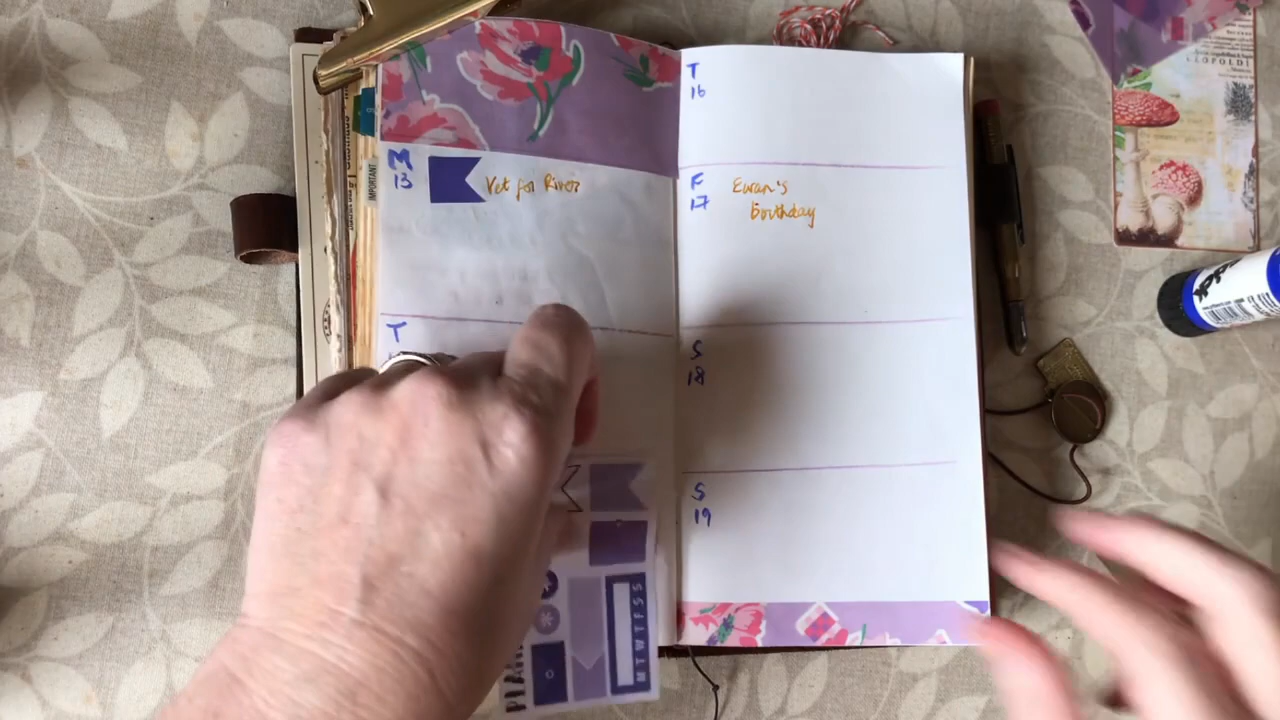 M
13
Vet for River
T
T
16
F
17
Ewan's
Birthday
S
18
S
19
IMPORTANT
MTWTFSS